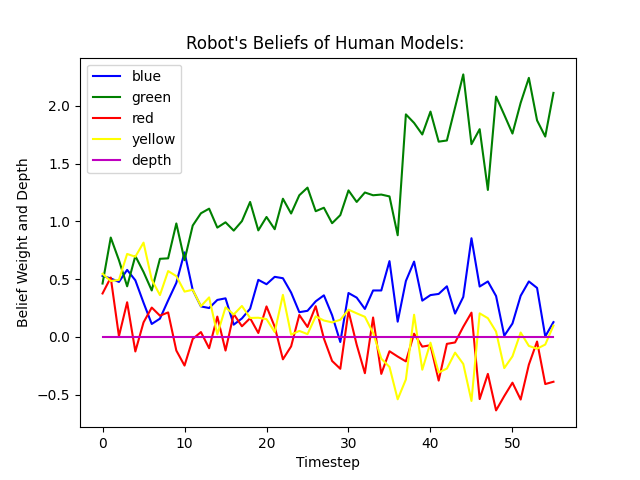 Robot's Beliefs of Human Models:
blue
green
red
yellow
depth
Belief Weight and Depth
2.0
1.5
1.0
0.5
0.0
−0.5
0
10
20
30
40
50
Timestep